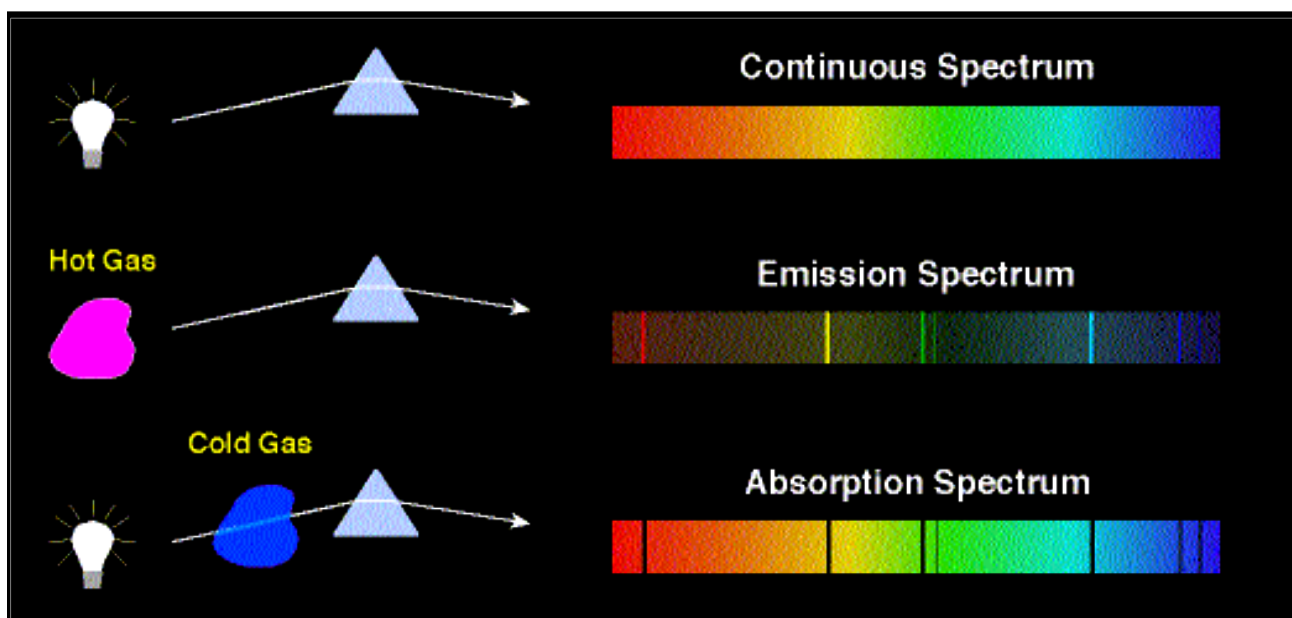 Continuous Spectrum
Hot Gas
Emission Spectrum
Cold Gas
Absorption Spectrum